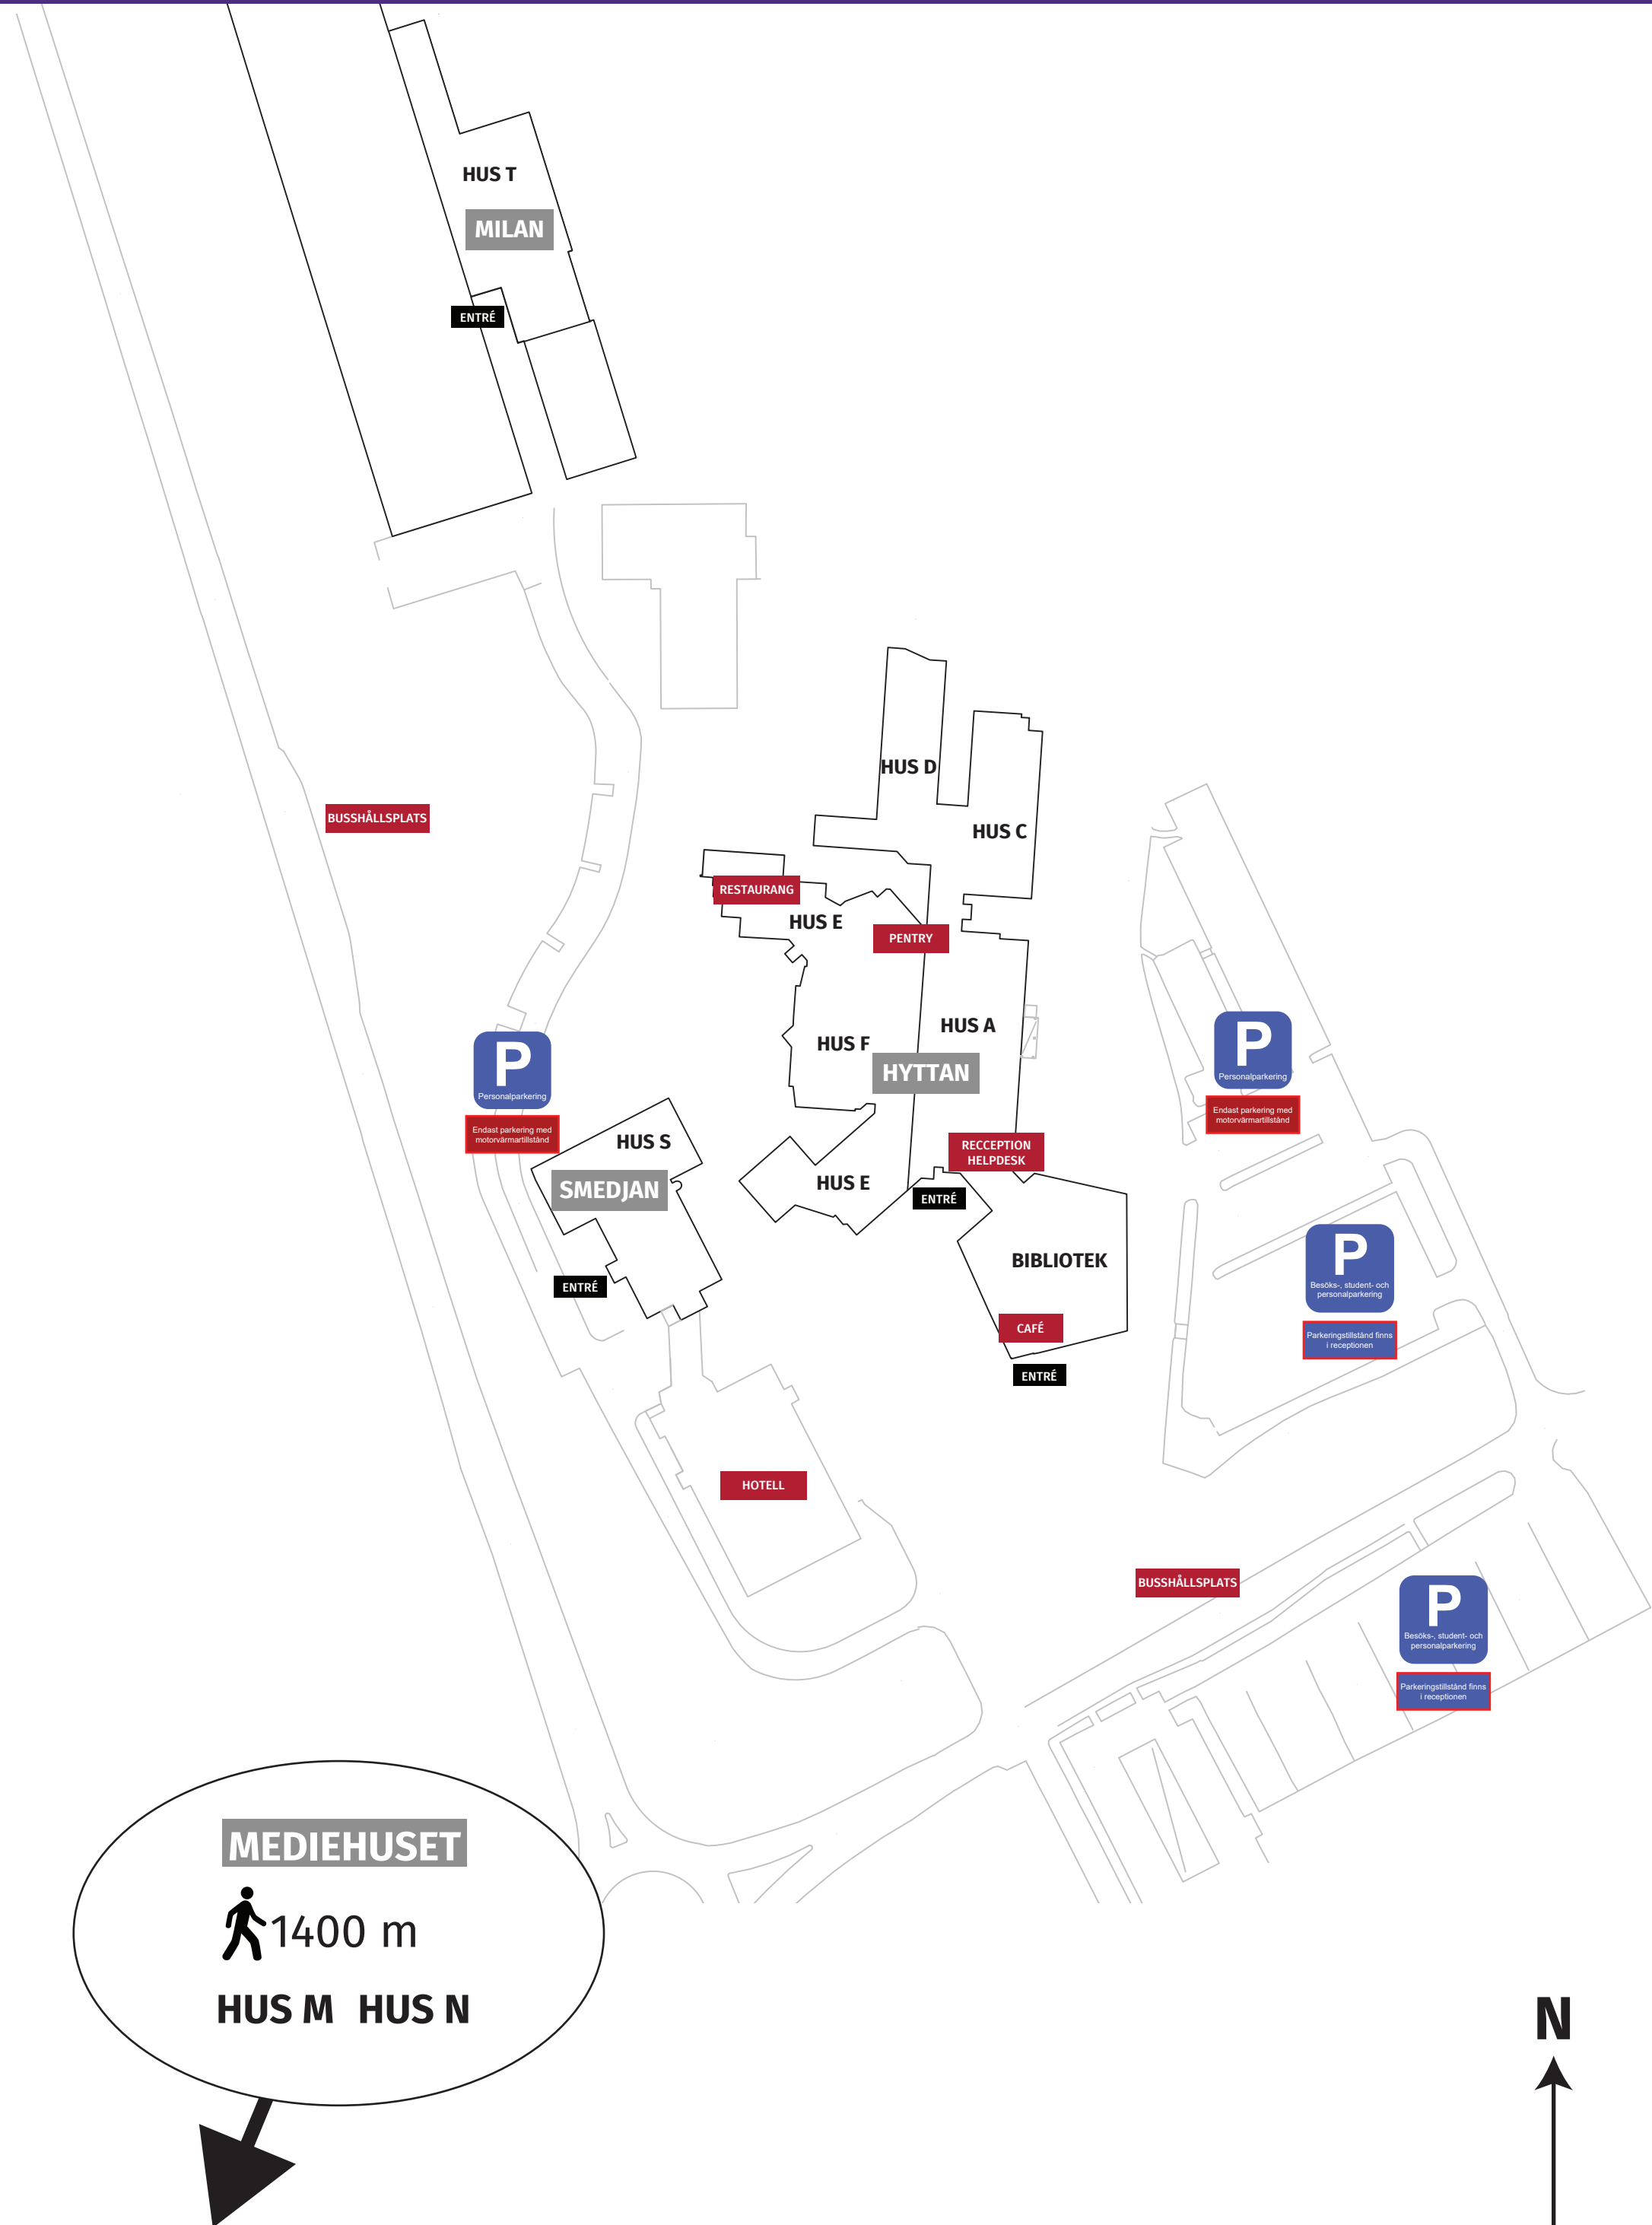 HUS T
MILAN
ENTRÉ
HUS D
BUSSHÅLLSPLATS
HUS C
RESTAURANG
HUS E
PENTRY
HUS A
HUS F
P
Personalparkering
Endast parkering med
motorvärmartillstånd
P
Personalparkering
Endast parkering med
motorvärmartillstånd
HYTTAN
HUS S
RECCEPTION
HELPDESK
SMEDJAN
HUS E
ENTRÉ
BIBLIOTEK
ENTRÉ
P
Besöks-, student- och
personalparkering
Parkeringstillstånd finns
i receptionen
CAFÉ
ENTRÉ
HOTELL
BUSSHÅLLSPLATS
P
Besöks-, student- och
personalparkering
Parkeringstillstånd finns
i receptionen
MEDIEHUSET
1400 m
HUS M HUS N
N